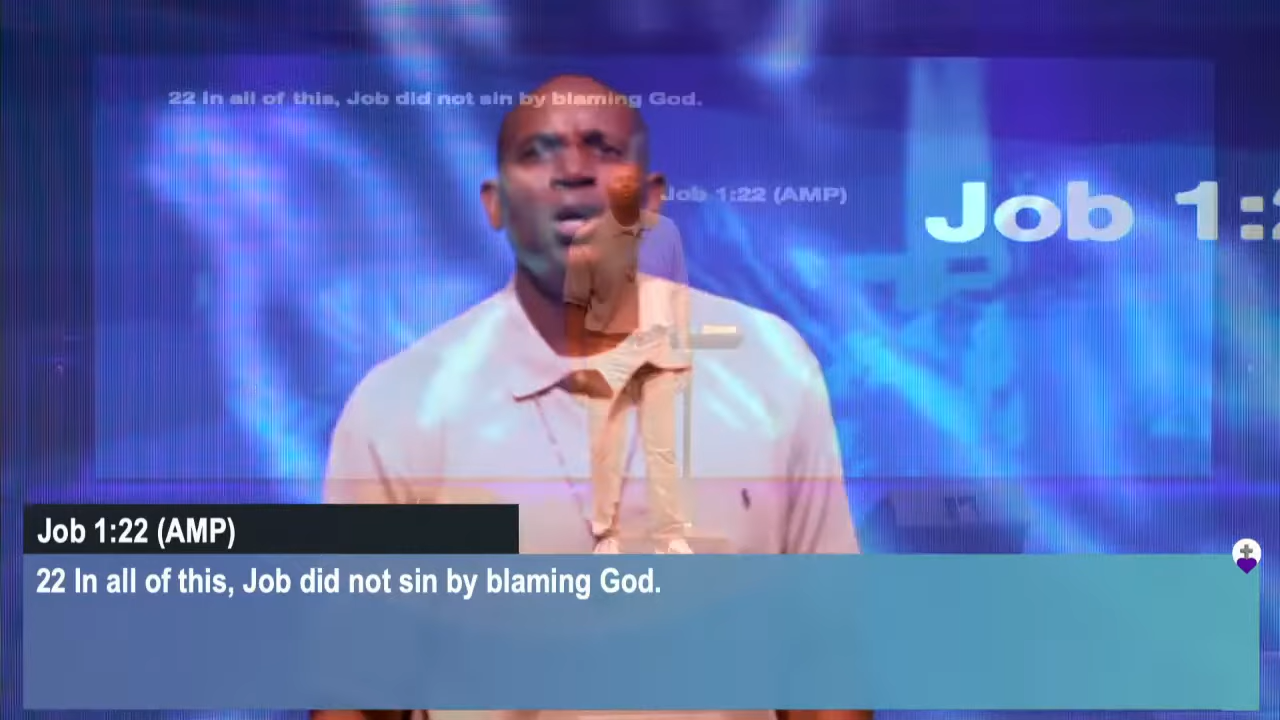 22 In all of this, Job did not sin by blaming God.
Job 1:22 (AMP)
Job 1:2
Job 1:22 (AMP)
22 In all of this, Job did not sin by blaming God.